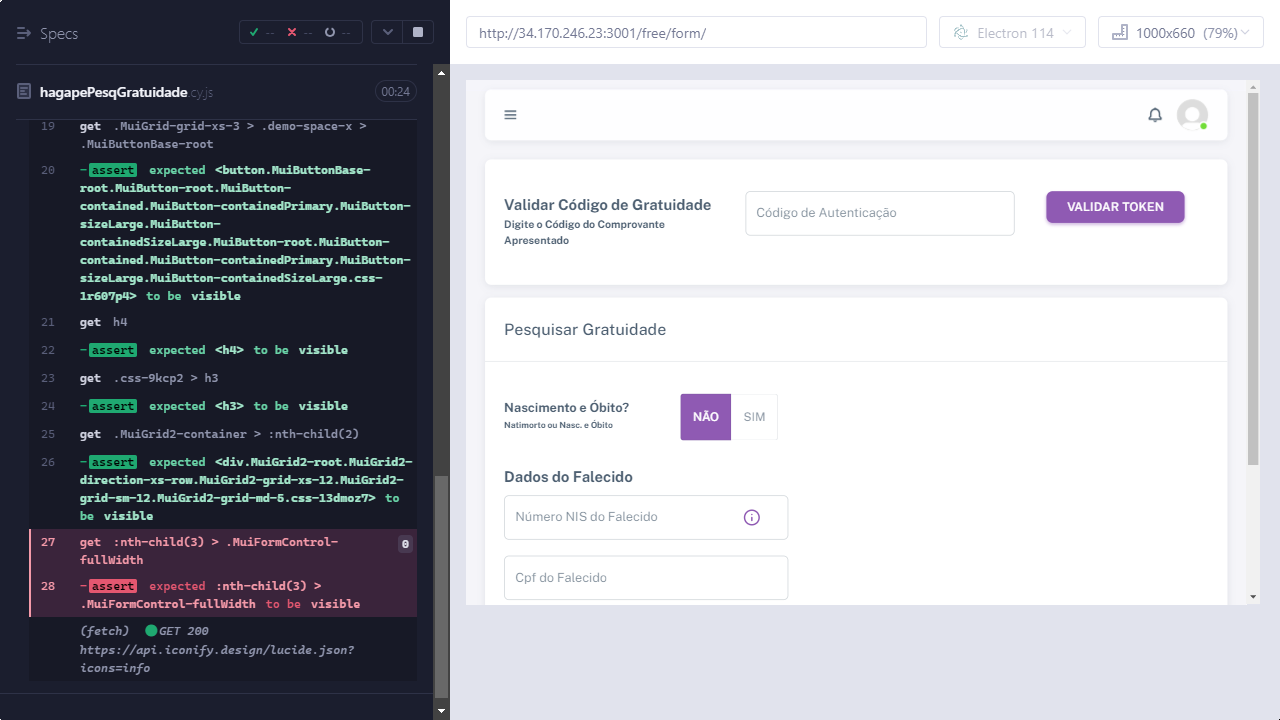 Specs
-- -- --
hagapePesqGratuidade.cy.js
00:24
19 get .MuiGrid-grid-xs-3 > .demo-space-x >
.MuiButtonBase-root
20 -assert expected <button.MuiButtonBase-
root.MuiButton-root.MuiButton-
contained.MuiButton-containedPrimary.MuiButton-
sizeLarge.MuiButton-
containedSizeLarge.MuiButton-root.MuiButton-
contained.MuiButton-containedPrimary.MuiButton-
sizeLarge.MuiButton-containedSizeLarge.css-
1r607p4> to be visible
21 get h4
22 -assert expected <h4> to be visible
23 get .css-9kcp2 > h3
24 -assert expected <h3> to be visible
25 get .MuiGrid2-container > :nth-child(2)
26 -assert expected <div.MuiGrid2-root.MuiGrid2-
direction-xs-row.MuiGrid2-grid-xs-12.MuiGrid2-
grid-sm-12.MuiGrid2-grid-md-5.css-13dmoz7> to
be visible
27 get :nth-child(3) > .MuiFormControl-
fullWidth 0
28 -assert expected :nth-child(3) >
.MuiFormControl-fullWidth to be visible
(fetch) GET 200
https://api.iconify.design/lucide.json?
icons=info
http://34.170.246.23:3001/free/form/
Electron 114
1000x660 (79%)
Validar Código de Gratuidade
Digite o Código do Comprovante
Apresentado
Código de Autenticação
VALIDAR TOKEN
Pesquisar Gratuidade
Nascimento e Óbito?
Natimorto ou Nasc. e Óbito
NÃO SIM
Dados do Falecido
Número NIS do Falecido
Cpf do Falecido